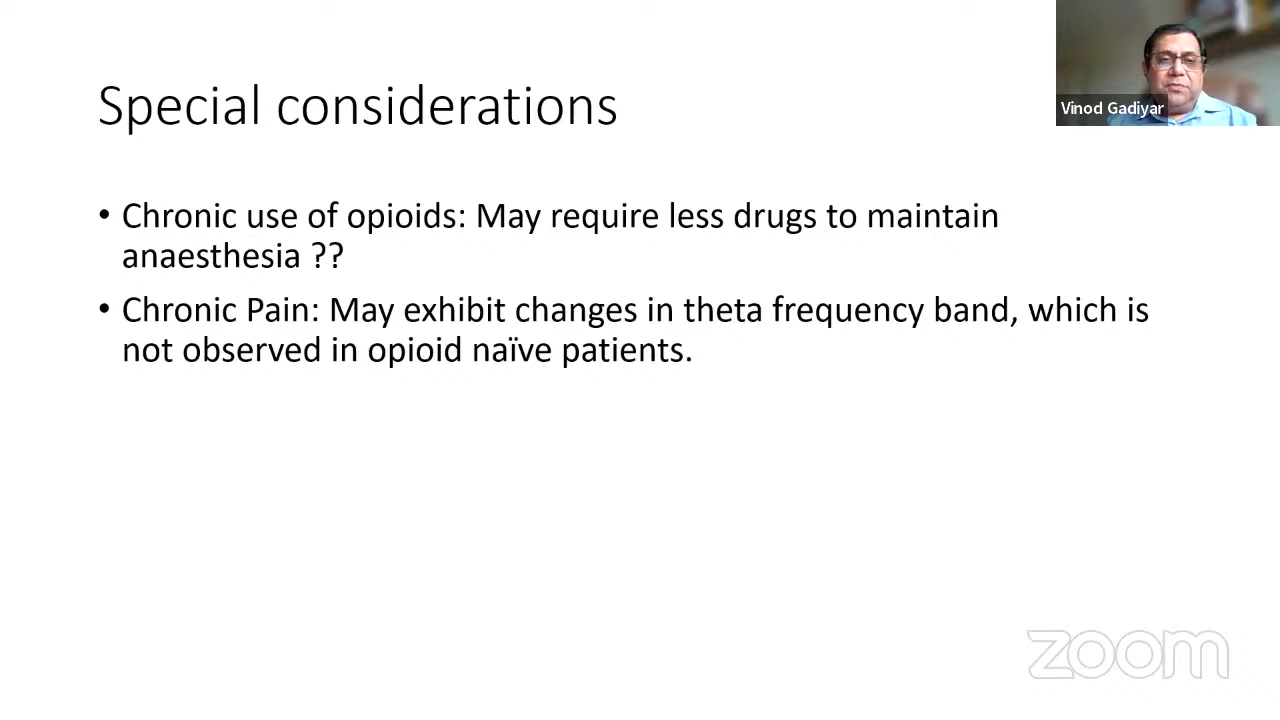 Vinod Gadiyar
Special considerations
• Chronic use of opioids: May require less drugs to maintain
anaesthesia ??
• Chronic Pain: May exhibit changes in theta frequency band, which is
not observed in opioid naïve patients.
zoom